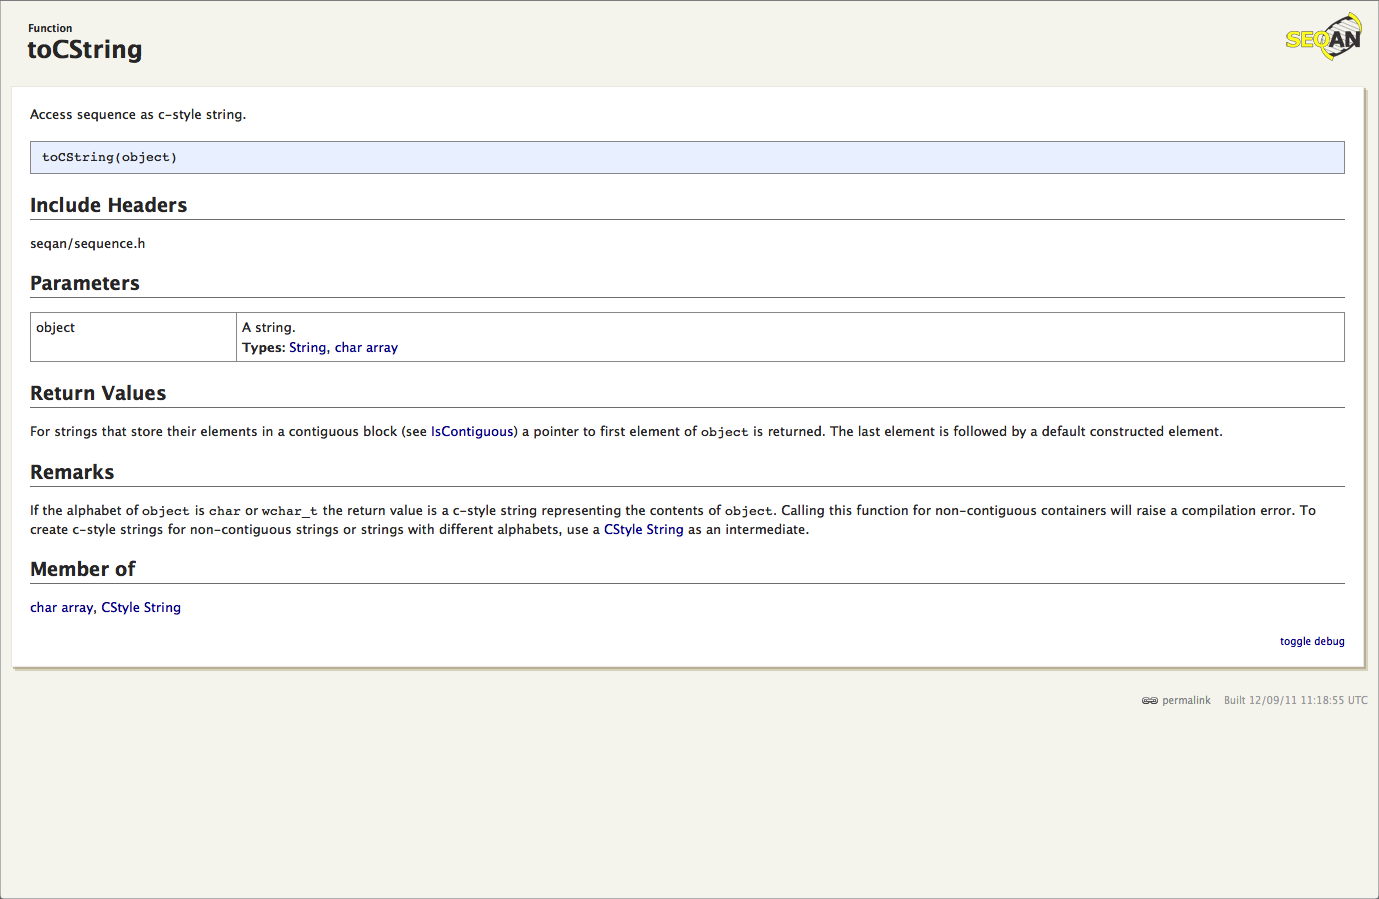 Function
toCString
SEQAN
Access sequence as c-style string.
toCString(object)
Include Headers
seqan/sequence.h
Parameters
object
A string.
Types: String, char array
Return Values
For strings that store their elements in a contiguous block (see IsContiguous) a pointer to first element of object is returned. The last element is followed by a default constructed element.
Remarks
If the alphabet of object is char or wchar_t the return value is a c-style string representing the contents of object. Calling this function for non-contiguous containers will raise a compilation error. To
create c-style strings for non-contiguous strings or strings with different alphabets, use a CStyle String as an intermediate.
Member of
char array, CStyle String
toggle debug
permalink Built 12/09/11 11:18:55 UTC